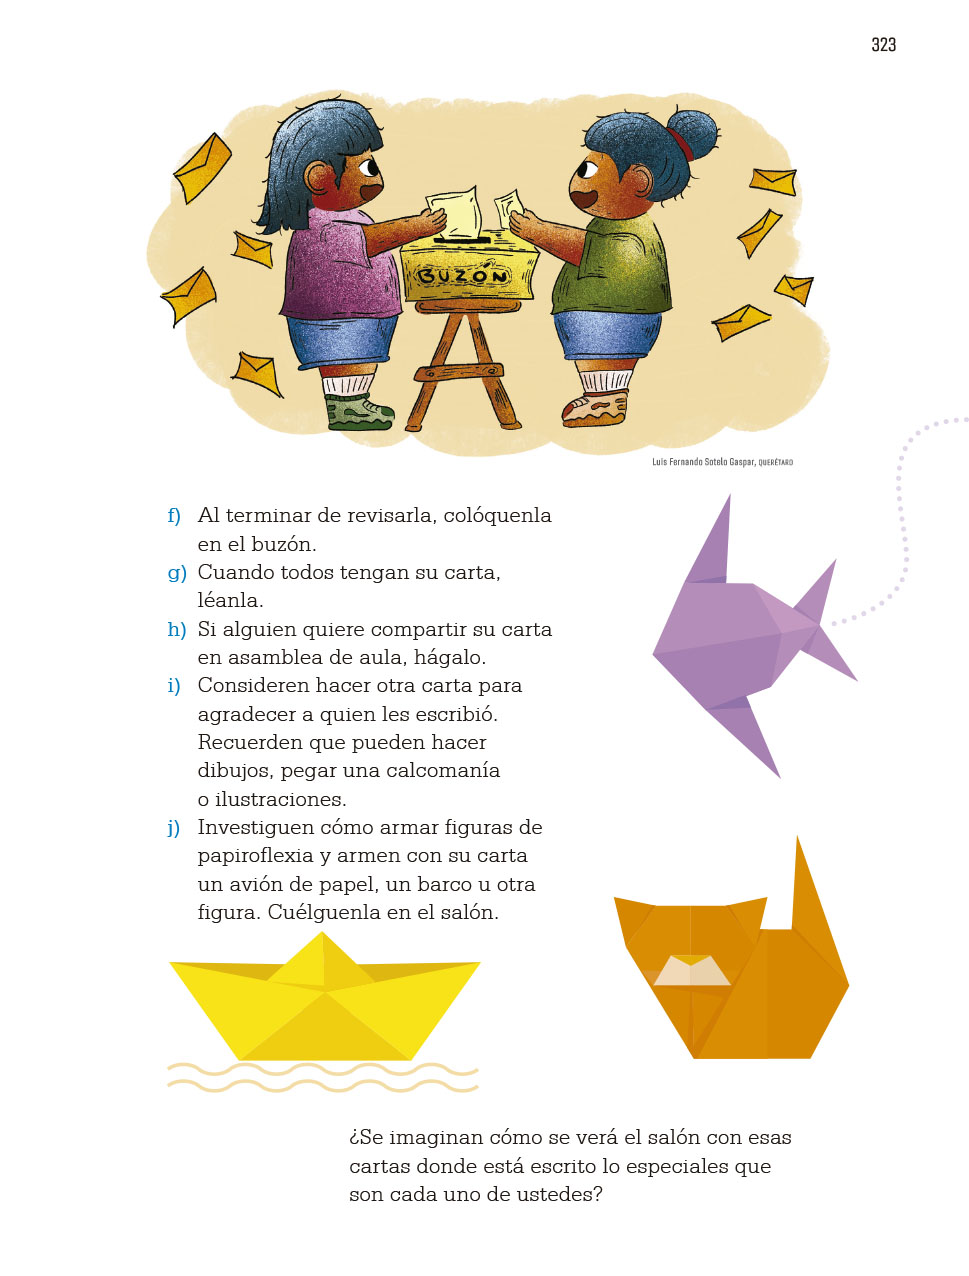 323
BUZÓN
Luis Fernando Sotelo Gaspar, QUERÉTARO
f) Al terminar de revisarla, colóquenla
en el buzón.
g) Cuando todos tengan su carta,
léanla.
h) Si alguien quiere compartir su carta
en asamblea de aula, hágalo.
i) Consideren hacer otra carta para
agradecer a quien les escribió.
Recuerden que pueden hacer
dibujos, pegar una calcomanía
o ilustraciones.
j) Investiguen cómo armar figuras de
papiroflexia y armen con su carta
un avión de papel, un barco u otra
figura. Cuélguenla en el salón.
¿Se imaginan cómo se verá el salón con esas
cartas donde está escrito lo especiales que
son cada uno de ustedes?